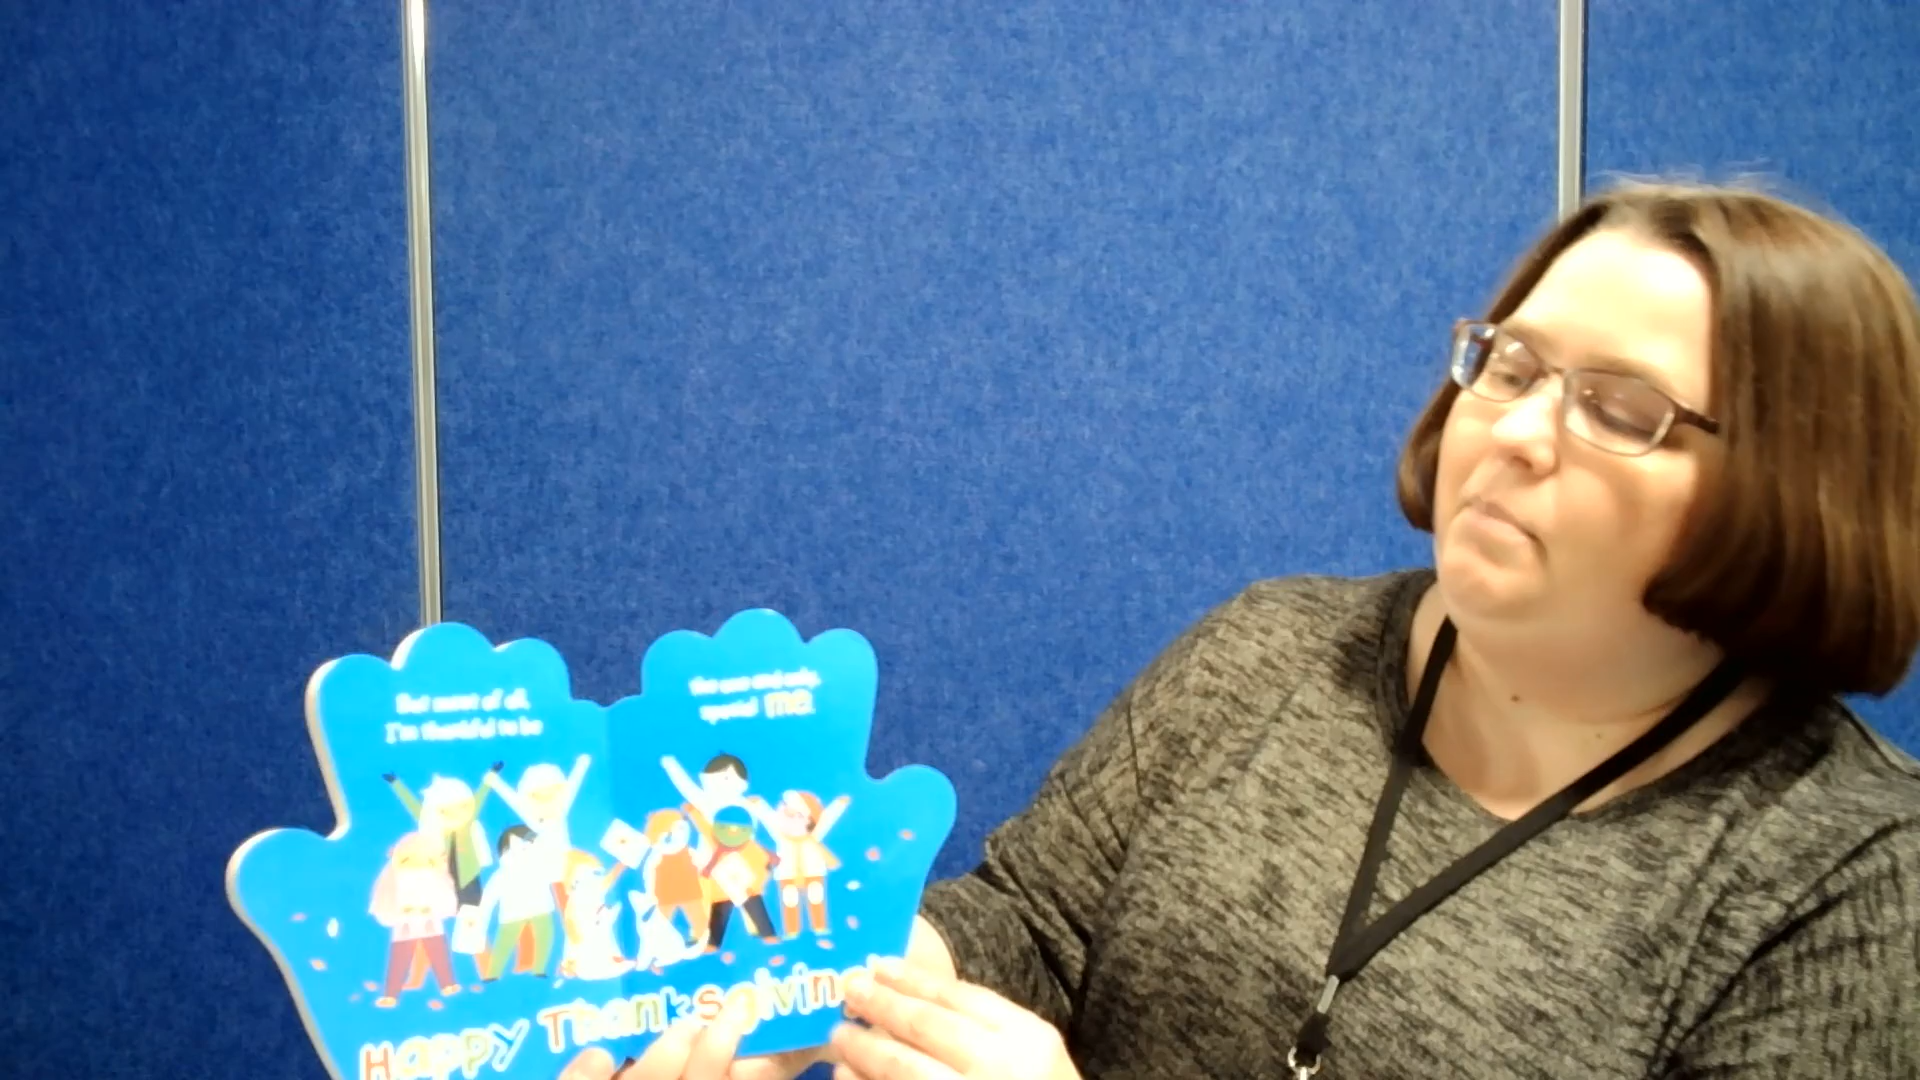 But most of all,
I'm thankful to be
the one and only,
special me.
Happy Thanksgiving